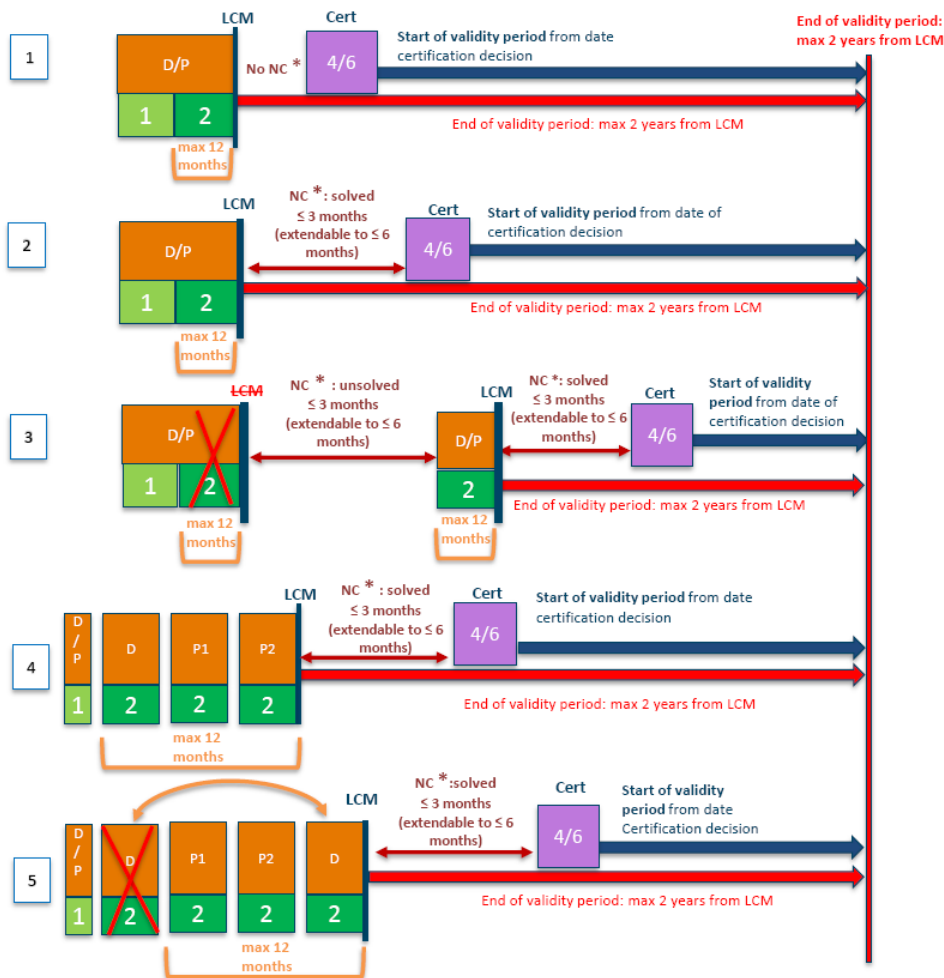 LCM
Cert
End of validity period:
max 2 years from LCM
1
D/P
No NC *
4/6
Start of validity period from date
certification decision
1
2
End of validity period: max 2 years from LCM
max 12
months
LCM
NC * : solved
≤ 3 months
(extendable to ≤ 6
months)
Cert
2
D/P
4/6
Start of validity period from date of
certification decision
1
2
End of validity period: max 2 years from LCM
max 12
months
LCM
NC * : unsolved
≤ 3 months
(extendable to ≤ 6
months)
LCM
NC *: solved
≤ 3 months
(extendable to ≤ 6
months)
Cert
Start of validity
period from date of
certification decision
3
D/P
D/P
4/6
1
2
2
End of validity period: max 2 years from LCM
max 12
months
max 12
months
LCM
NC * : solved
≤ 3 months
(extendable to ≤ 6
months)
Cert
Start of validity period from date
certification decision
4
D
/
P
D
P1
P2
4/6
1
2
2
2
End of validity period: max 2 years from LCM
max 12
months
LCM
NC *:solved
≤ 3 months
(extendable to ≤ 6
months)
Cert
Start of validity
period from date
Certification decision
5
D
/
P
D
P1
P2
D
4/6
1
2
2
2
2
End of validity period: max 2 years from LCM
max 12
months